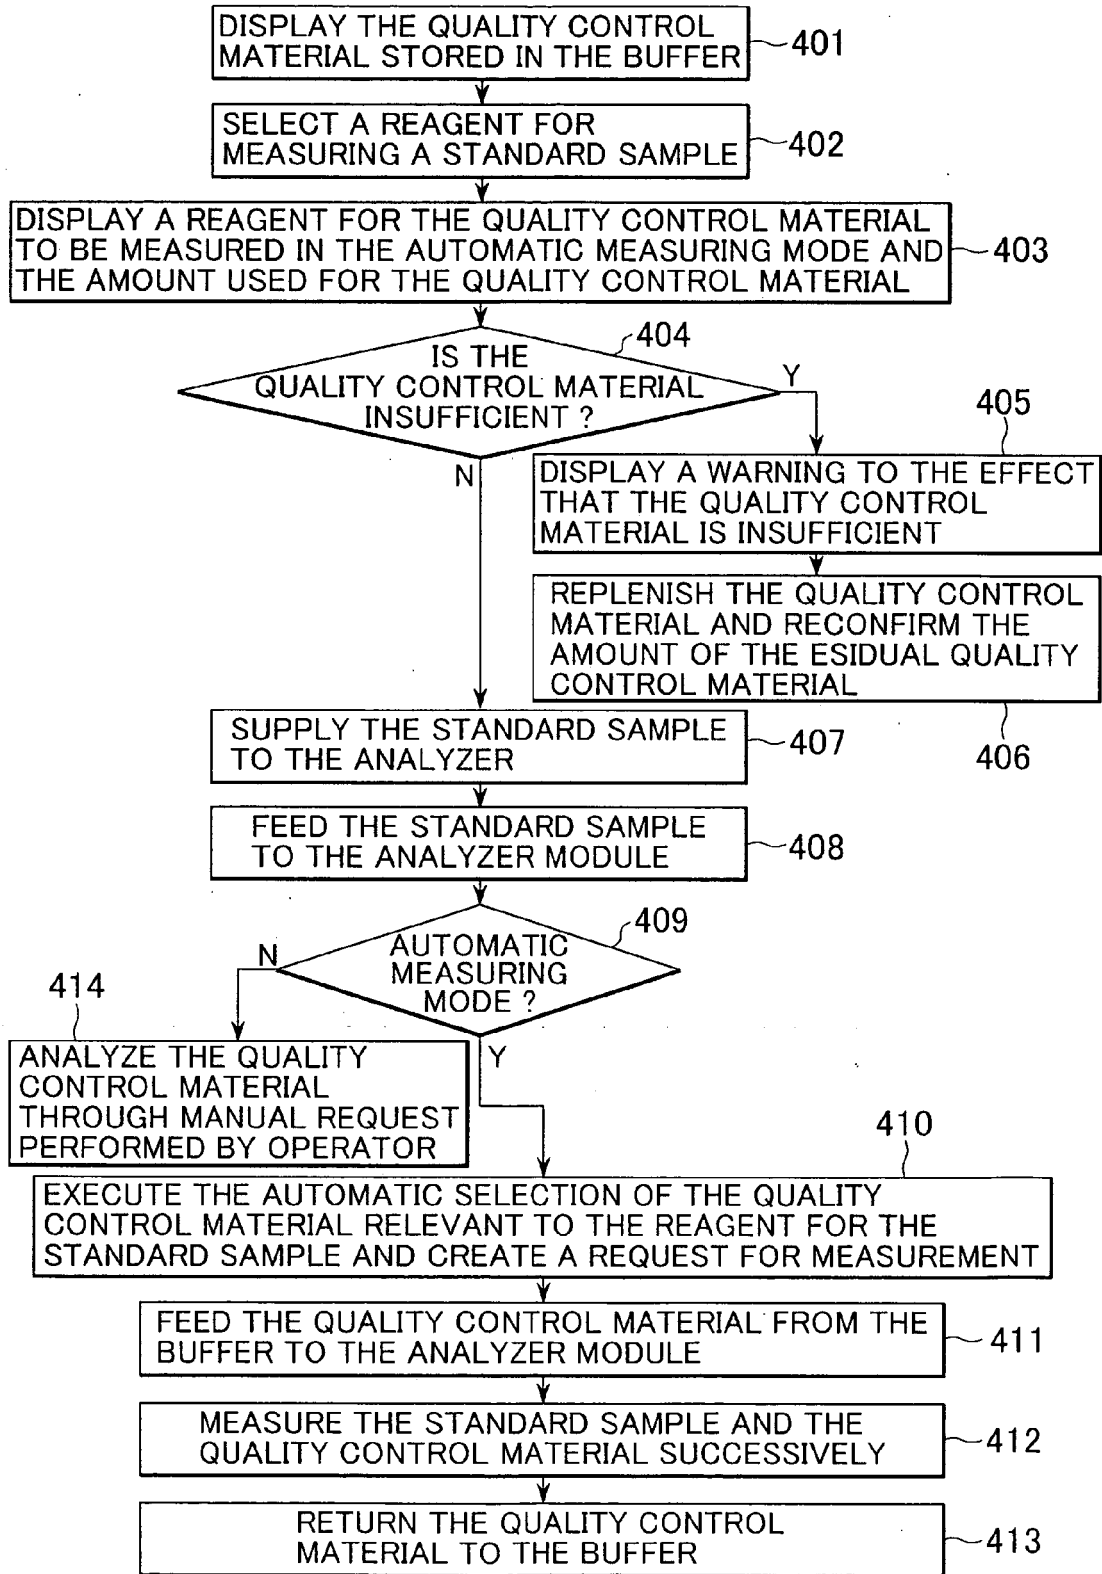 DISPLAY THE QUALITY CONTROL
MATERIAL STORED IN THE BUFFER
401
SELECT A REAGENT FOR
MEASURING A STANDARD SAMPLE
402
DISPLAY A REAGENT FOR THE QUALITY CONTROL MATERIAL
TO BE MEASURED IN THE AUTOMATIC MEASURING MODE AND
THE AMOUNT USED FOR THE QUALITY CONTROL MATERIAL
403
404
IS THE
QUALITY CONTROL MATERIAL
INSUFFICIENT ?
Y
N
405
DISPLAY A WARNING TO THE EFFECT
THAT THE QUALITY CONTROL
MATERIAL IS INSUFFICIENT
REPLENISH THE QUALITY CONTROL
MATERIAL AND RECONFIRM THE
AMOUNT OF THE ESIDUAL QUALITY
CONTROL MATERIAL
406
SUPPLY THE STANDARD SAMPLE
TO THE ANALYZER
407
FEED THE STANDARD SAMPLE
TO THE ANALYZER MODULE
408
409
AUTOMATIC
MEASURING
MODE ?
N
Y
414
ANALYZE THE QUALITY
CONTROL MATERIAL
THROUGH MANUAL REQUEST
PERFORMED BY OPERATOR
410
EXECUTE THE AUTOMATIC SELECTION OF THE QUALITY
CONTROL MATERIAL RELEVANT TO THE REAGENT FOR THE
STANDARD SAMPLE AND CREATE A REQUEST FOR MEASUREMENT
FEED THE QUALITY CONTROL MATERIAL FROM THE
BUFFER TO THE ANALYZER MODULE
411
MEASURE THE STANDARD SAMPLE AND THE
QUALITY CONTROL MATERIAL SUCCESSIVELY
412
RETURN THE QUALITY CONTROL
MATERIAL TO THE BUFFER
413